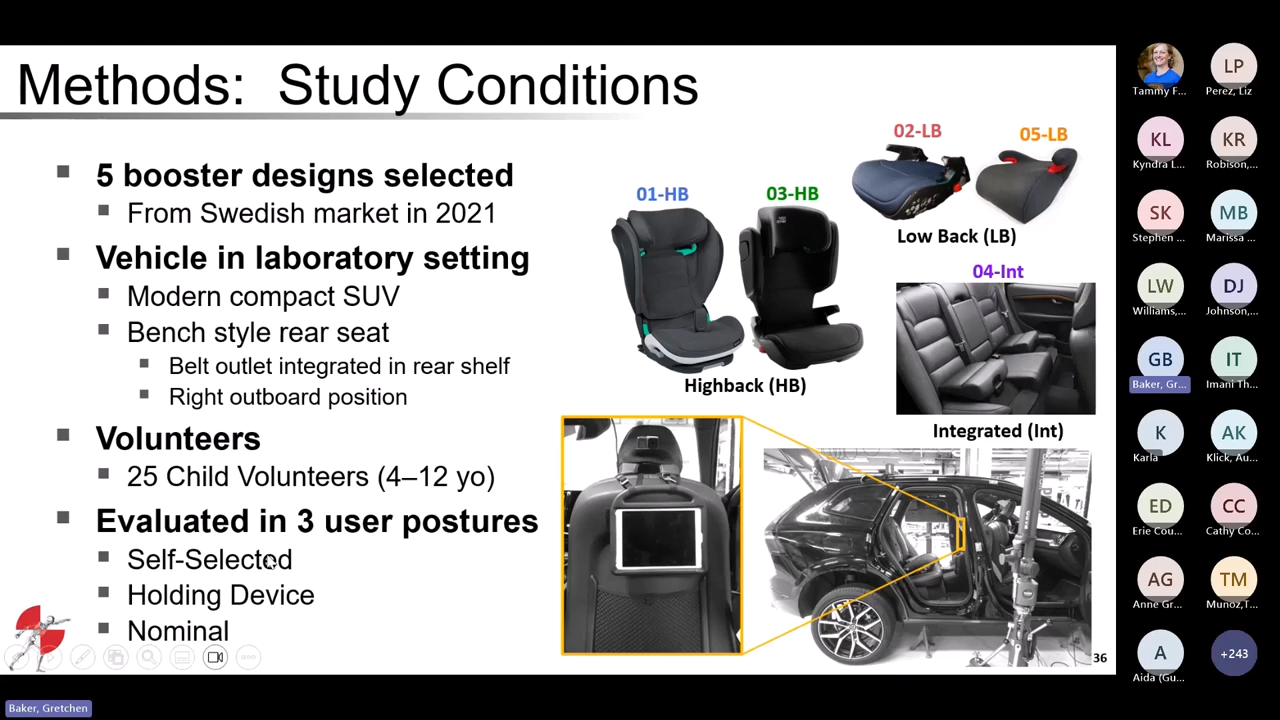 Methods: Study Conditions
5 booster designs selected
From Swedish market in 2021
Vehicle in laboratory setting
Modern compact SUV
Bench style rear seat
Belt outlet integrated in rear shelf
Right outboard position
Volunteers
25 Child Volunteers (4–12 yo)
Evaluated in 3 user postures
Self-Selected
Holding Device
Nominal
01-HB
03-HB
Highback (HB)
02-LB
05-LB
Low Back (LB)
04-Int
Integrated (Int)
36
Tammy F...
LP
Perez, Liz
KL
Kyndra L...
KR
Robison,...
SK
Stephen ...
MB
Marissa ...
LW
Williams,...
DJ
Johnson,...
GB
Baker, Gr...
IT
Imani Th...
K
Karla
AK
Klick, Au...
ED
Erie Cou...
CC
Cathy Co...
AG
Anne Gr...
TM
Munoz,T...
A
Aida (Gu...
+243
Baker, Gretchen